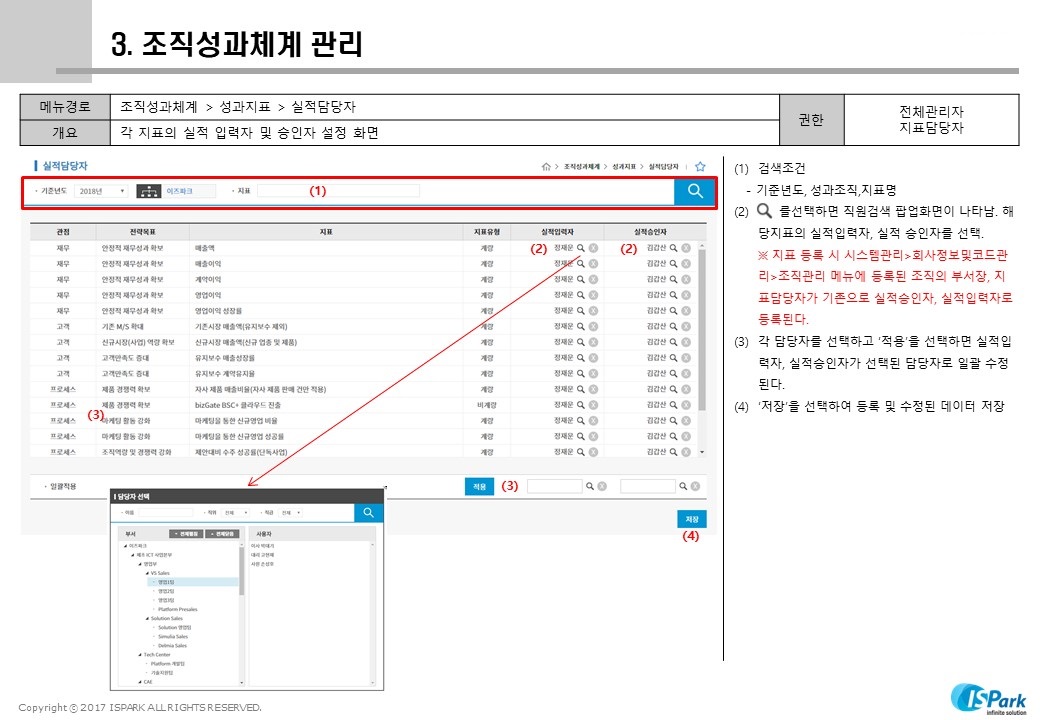 3. 조직성과체계 관리
메뉴경로
조직성과체계 > 성과지표 > 실적담당자
권한
전체관리자
지표담당자
개요
각 지표의 실적 입력자 및 승인자 설정 화면
실적담당자
조직성과체계 > 성과지표 > 실적담당자
기준년도 2018년 이즈파크 지표 (1)
관점 전략목표 지표 지표유형 실적입력자 실적승인자
재무 안정적 재무성과 확보 매출액 계량 (2) 정재운 (2) 김갑산
재무 안정적 재무성과 확보 매출이익 계량 정재운 김갑산
재무 안정적 재무성과 확보 계약이익 계량 정재운 김갑산
재무 안정적 재무성과 확보 영업이익 계량 정재운 김갑산
재무 안정적 재무성과 확보 영업이익 성장률 계량 정재운 김갑산
고객 기존 M/S 확대 기존시장 매출액(유지보수 제외) 계량 정재운 김갑산
고객 신규시장(사업) 역량 확보 신규시장 매출액(신규 업종 및 제품) 계량 정재운 김갑산
고객 고객만족도 증대 유지보수 매출성장률 계량 정재운 김갑산
고객 고객만족도 증대 유지보수 계약유지율 계량 정재운 김갑산
프로세스 제품 경쟁력 확보 자사 제품 매출비율(자사 제품 판매 건만 적용) 계량 정재운 김갑산
프로세스 제품 경쟁력 확보 bizGate BSC+ 클라우드 진출 비계량 정재운 김갑산
(3)
프로세스 마케팅 활동 강화 마케팅을 통한 신규영업 비율 계량 정재운 김갑산
프로세스 마케팅 활동 강화 마케팅을 통한 신규영업 성공률 계량 정재운 김갑산
프로세스 조직역량 및 경쟁력 강화 제안대비 수주 성공률(단독사업) 계량 정재운 김갑산
일괄적용 적용 (3)
저장
(4)
담당자 선택
이름 직위 전체 직급 전체
부서 전체펼침 전체닫음 사용자
이즈파크
제조 ICT 사업본부
영업부
VS Sales
영업1팀
영업2팀
영업3팀
Platform Presales
Solution Sales
Solution 영업팀
Simulia Sales
Delmia Sales
Tech Center
Platform 개발팀
기술지원팀
CAE
(1) 검색조건
- 기준년도, 성과조직,지표명
(2) 를선택하면 직원검색 팝업화면이 나타남. 해
당지표의 실적입력자, 실적 승인자를 선택.
※ 지표 등록 시 시스템관리>회사정보및코드관
리>조직관리 메뉴에 등록된 조직의 부서장, 지
표담당자가 기존으로 실적승인자, 실적입력자로
등록된다.
(3) 각 담당자를 선택하고 ‘적용’을 선택하면 실적입
력자, 실적승인자가 선택된 담당자로 일괄 수정
된다.
(4) ‘저장’을 선택하여 등록 및 수정된 데이터 저장
Copyright ⓒ 2017 ISPARK ALL RIGHTS RESERVED.
ISPark
infinite solution